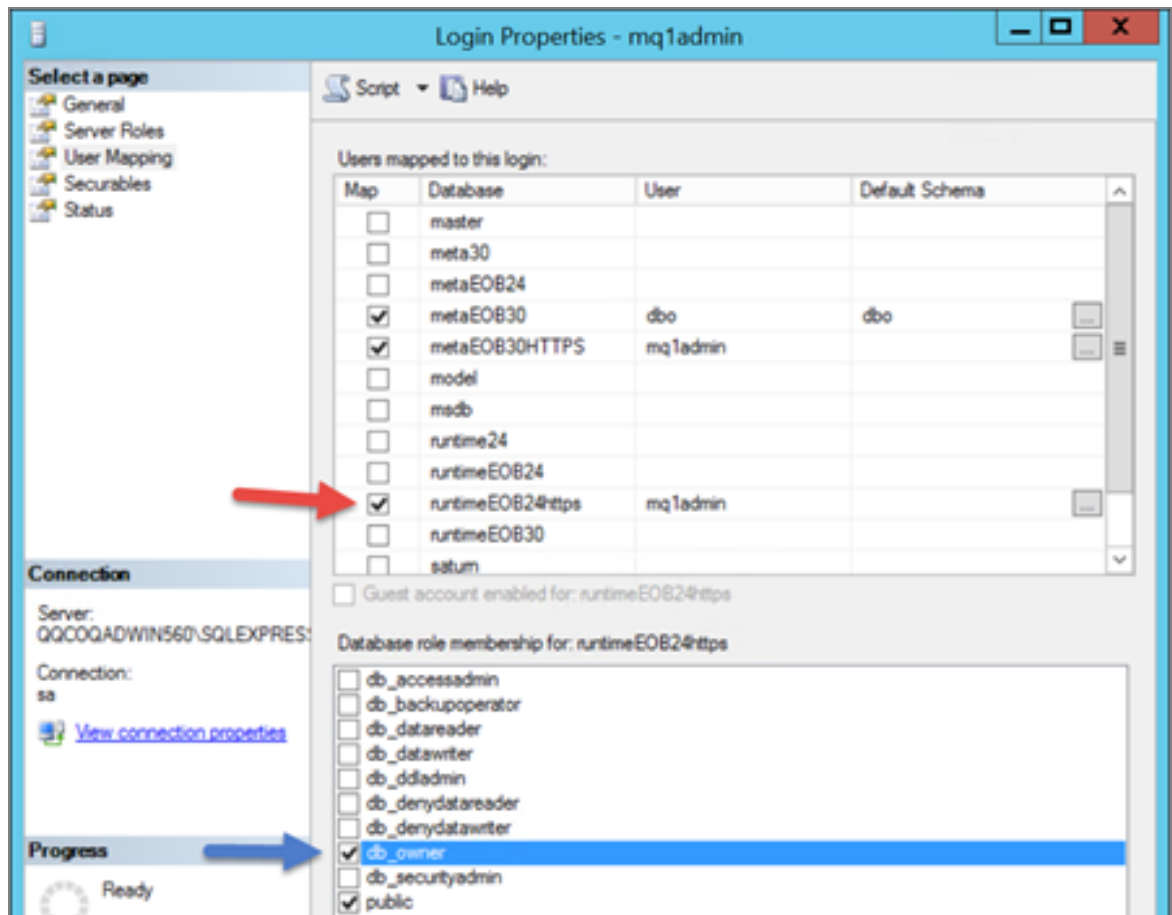 Login Properties - mq1admin
Select a page
General
Server Roles
User Mapping
Securables
Status
Connection
Server:
QQCOQADWIN560\SQLEXPRESS
Connection:
sa
View connection properties
Progress
Ready
Script Help
Users mapped to this login:
Map Database User Default Schema
master
meta30
metaEOB24
metaEOB30 dbo dbo ...
metaEOB30HTTPS mq1admin ...
model
msdb
runtime24
runtimeEOB24
runtimeEOB24https mq1admin ...
runtimeEOB30
saturn
Guest account enabled for: runtimeEOB24https
Database role membership for: runtimeEOB24https
db_accessadmin
db_backupoperator
db_datareader
db_datawriter
db_ddladmin
db_denydatareader
db_denydatawriter
db_owner
db_securityadmin
public